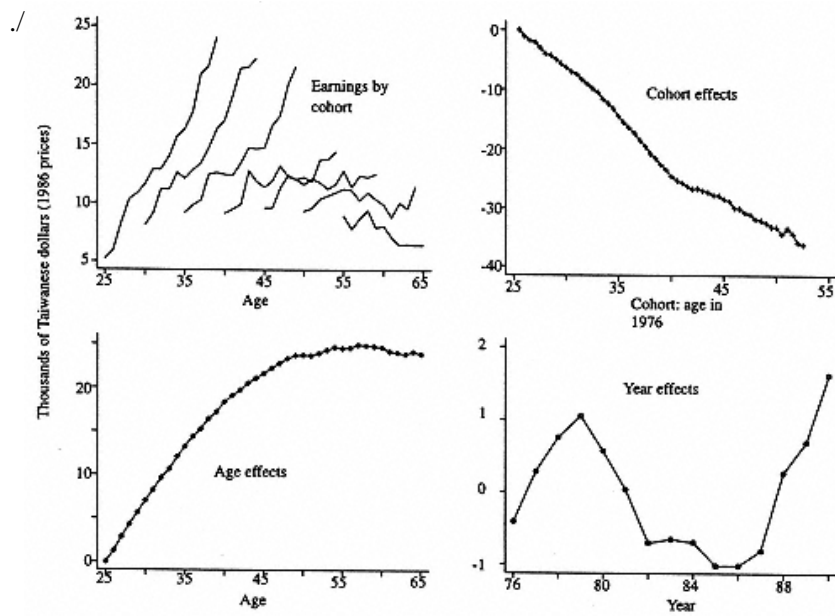 ./
25
20
15
10
5
25 35 45 55 65
Age
Earnings by
cohort
0
-10
-20
-30
-40
25 35 45 55
Cohort: age in
1976
Cohort effects
Thousands of Taiwanese dollars (1986 prices)
20
10
0
25 35 45 55 65
Age
Age effects
2
1
0
-1
76 80 84 88
Year
Year effects